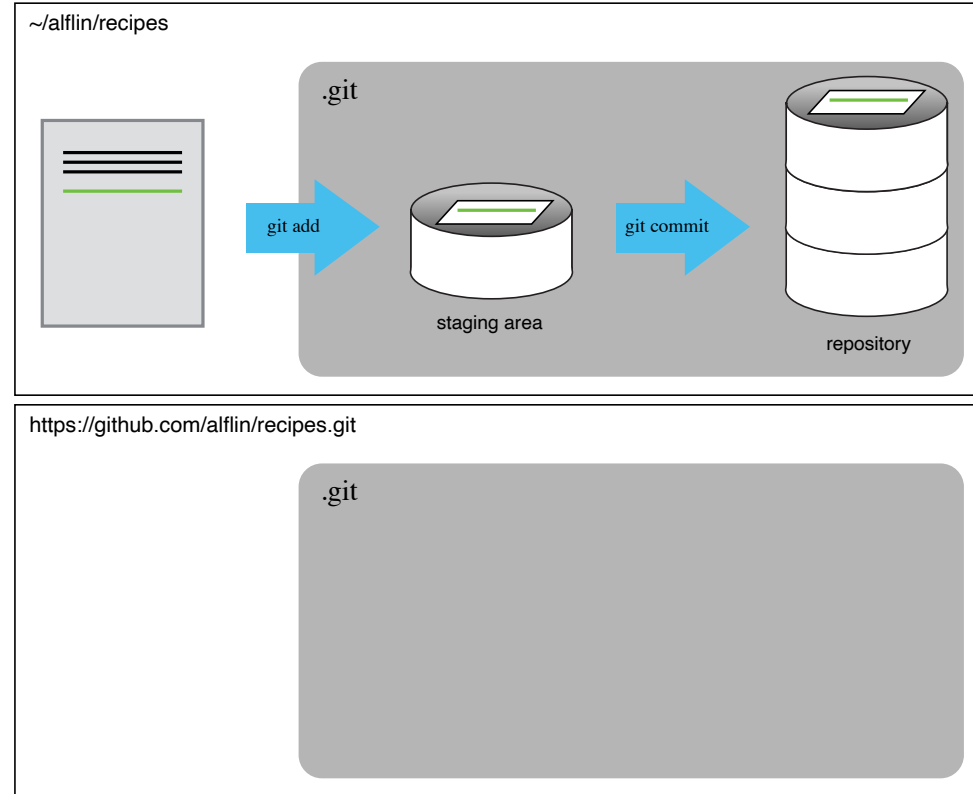 ~/alflin/recipes
.git
git add
git commit
staging area
repository
https://github.com/alflin/recipes.git
.git